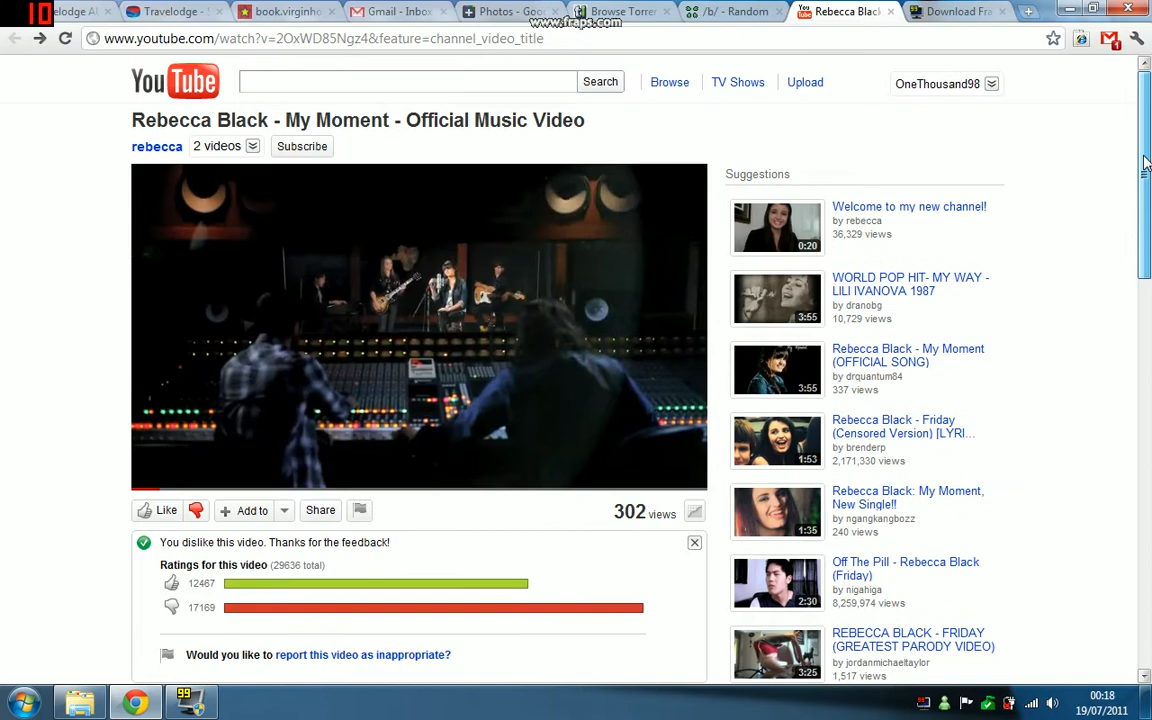 10
elodge Al
Travelodge -
book.virginho
Gmail - Inbox
Photos - Goo
Browse Torren
/b/ - Random
Rebecca Black
Download Fra
www.fraps.com
www.youtube.com/watch?v=2OxWD85Ngz4&feature=channel_video_title
1
YouTube
Search
Browse
TV Shows
Upload
OneThousand98
Rebecca Black - My Moment - Official Music Video
rebecca 2 videos Subscribe
Suggestions
Welcome to my new channel!
by rebecca
36,329 views
0:20
WORLD POP HIT- MY WAY -
LILI IVANOVA 1987
by dranobg
10,729 views
3:55
Rebecca Black - My Moment
(OFFICIAL SONG)
by drquantum84
337 views
3:55
Rebecca Black - Friday
(Censored Version) [LYRI...
by brenderp
2,171,330 views
1:53
Rebecca Black: My Moment,
New Single!!
by ngangkangbozz
240 views
1:35
Off The Pill - Rebecca Black
(Friday)
by nigahiga
8,259,974 views
2:30
REBECCA BLACK - FRIDAY
(GREATEST PARODY VIDEO)
by jordanmichaeltaylor
1,517 views
3:25
Like
Add to
Share
302 views
You dislike this video. Thanks for the feedback!
Ratings for this video (29636 total)
12467
17169
Would you like to report this video as inappropriate?
99
00:18
19/07/2011